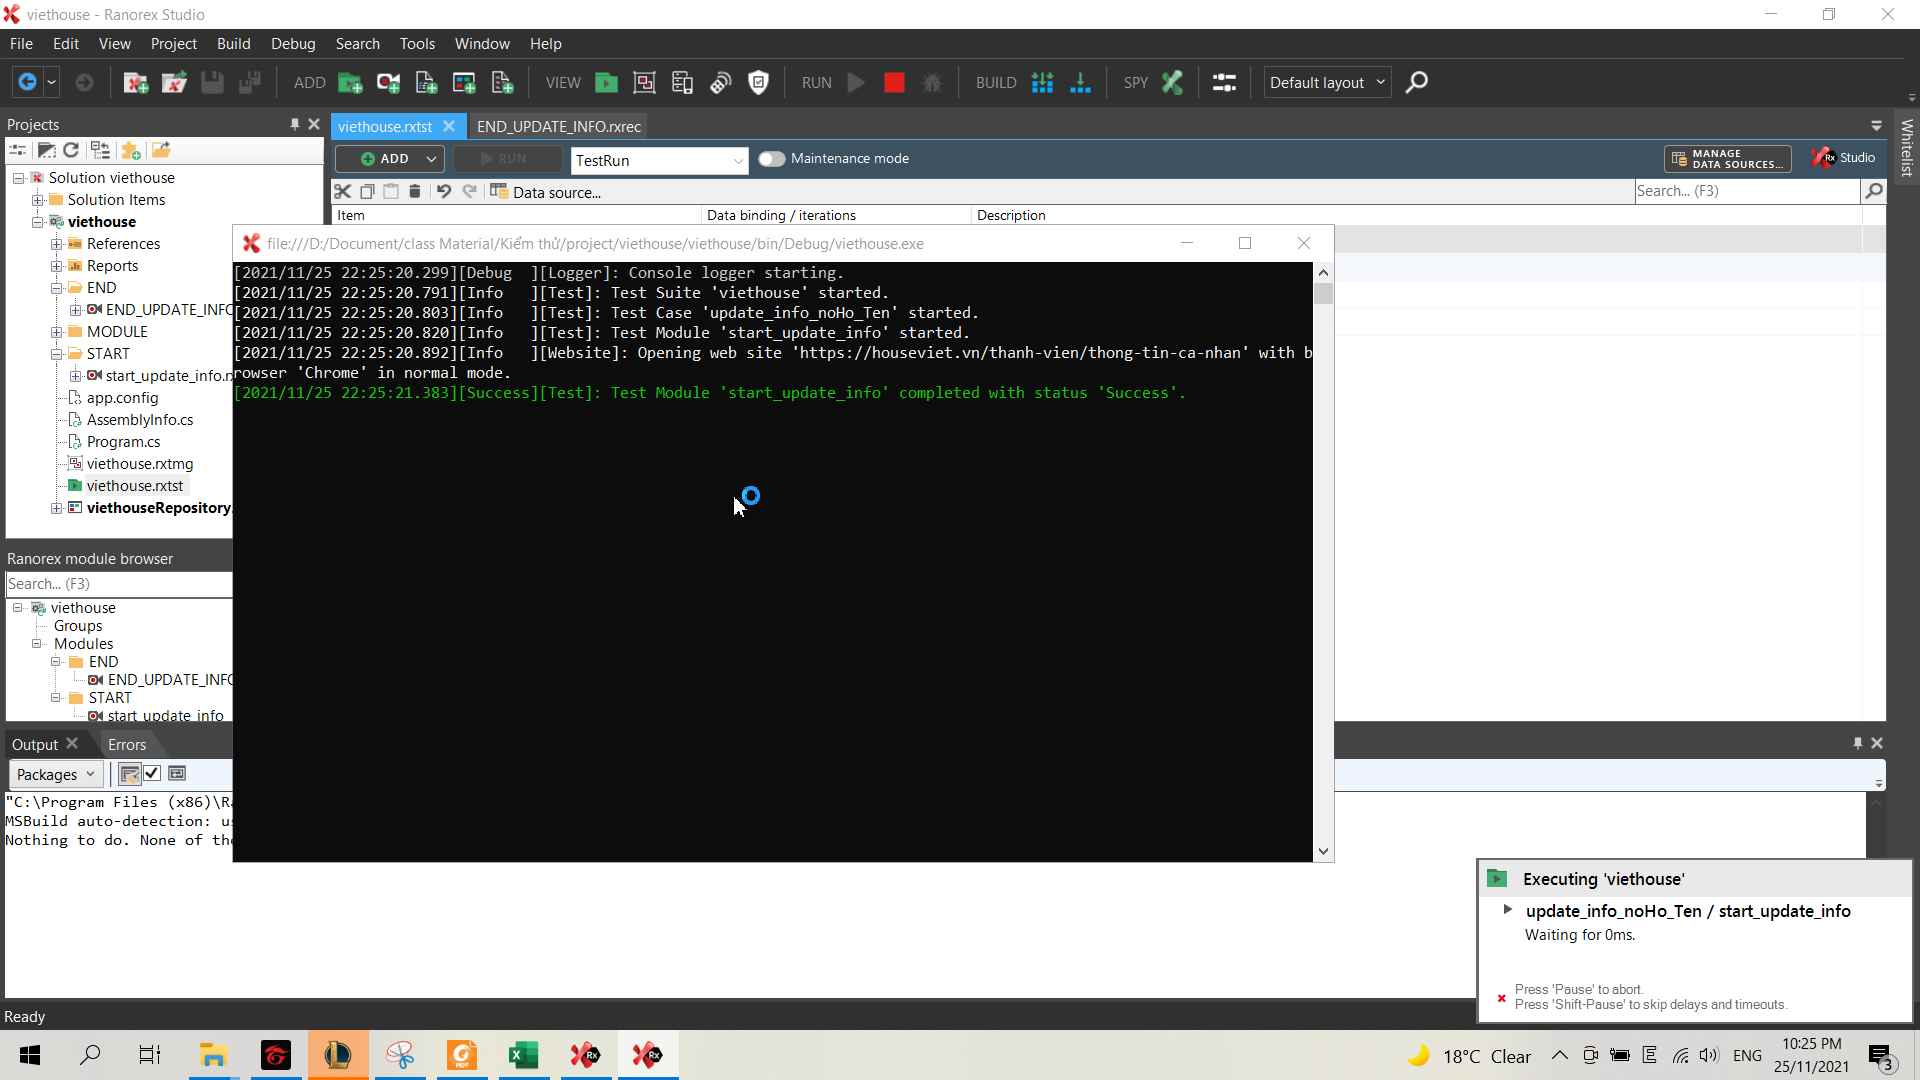 viethouse - Ranorex Studio
File Edit View Project Build Debug Search Tools Window Help
ADD VIEW RUN BUILD SPY Default layout
Projects
viethouse.rxtst END_UPDATE_INFO.rxrec
Whitelist
ADD RUN TestRun Maintenance mode MANAGE DATA SOURCES... Rx Studio
Data source... Search... (F3)
Item Data binding / iterations Description
Solution viethouse
Solution Items
viethouse
References
Reports
END
END_UPDATE_INFO
MODULE
START
start_update_info.r
app.config
AssemblyInfo.cs
Program.cs
viethouse.rxtmg
viethouse.rxtst
viethouseRepository.
file:///D:/Document/class Material/Kiểm thử/project/viethouse/viethouse/bin/Debug/viethouse.exe
[2021/11/25 22:25:20.299][Debug  ][Logger]: Console logger starting.
[2021/11/25 22:25:20.791][Info   ][Test]: Test Suite 'viethouse' started.
[2021/11/25 22:25:20.803][Info   ][Test]: Test Case 'update_info_noHo_Ten' started.
[2021/11/25 22:25:20.820][Info   ][Test]: Test Module 'start_update_info' started.
[2021/11/25 22:25:20.892][Info   ][Website]: Opening web site 'https://houseviet.vn/thanh-vien/thong-tin-ca-nhan' with b
rowser 'Chrome' in normal mode.
[2021/11/25 22:25:21.383][Success][Test]: Test Module 'start_update_info' completed with status 'Success'.
Ranorex module browser
Search... (F3)
viethouse
Groups
Modules
END
END_UPDATE_INFO
START
start_update_info
Output Errors
Packages
"C:\Program Files (x86)\Ra
MSBuild auto-detection: us
Nothing to do. None of the
Executing 'viethouse'
update_info_noHo_Ten / start_update_info
Waiting for 0ms.
Press 'Pause' to abort.
Press 'Shift-Pause' to skip delays and timeouts.
Ready
18°C Clear ENG 10:25 PM
25/11/2021
3